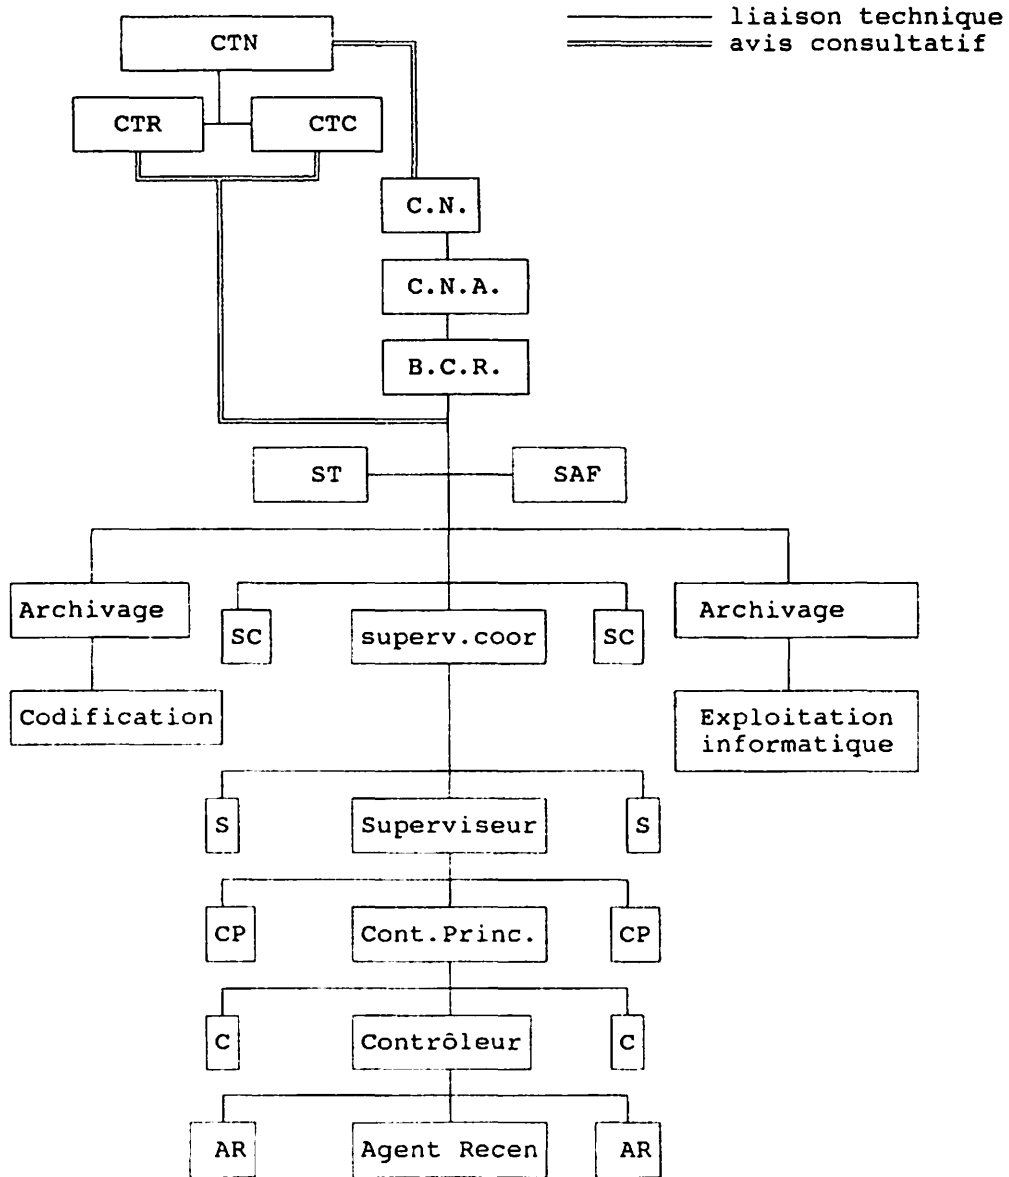 liaison technique
avis consultatif
CTN
CTR
CTC
C.N.
C.N.A.
B.C.R.
ST
SAF
Archivage
SC
superv.coor
SC
Archivage
Codification
Exploitation
informatique
S
Superviseur
S
CP
Cont.Princ.
CP
C
Contrôleur
C
AR
Agent Recen
AR